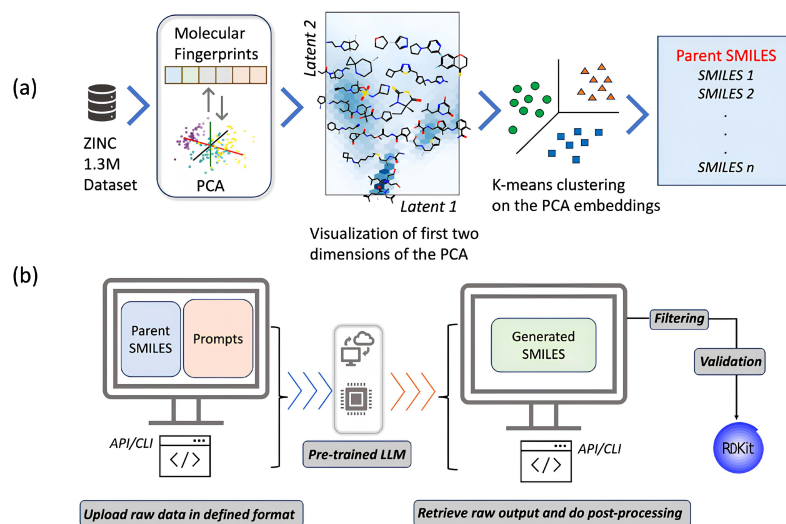 (a)
ZINC
1.3M
Dataset
Molecular
Fingerprints
PCA
Latent 2
Latent 1
Visualization of first two
dimensions of the PCA
K-means clustering
on the PCA embeddings
Parent SMILES
SMILES 1
SMILES 2
.
.
.
SMILES n
(b)
Parent
SMILES
Prompts
API/CLI
</>
Upload raw data in defined format
Pre-trained LLM
Generated
SMILES
API/CLI
</>
Retrieve raw output and do post-processing
Filtering
Validation
RDKit